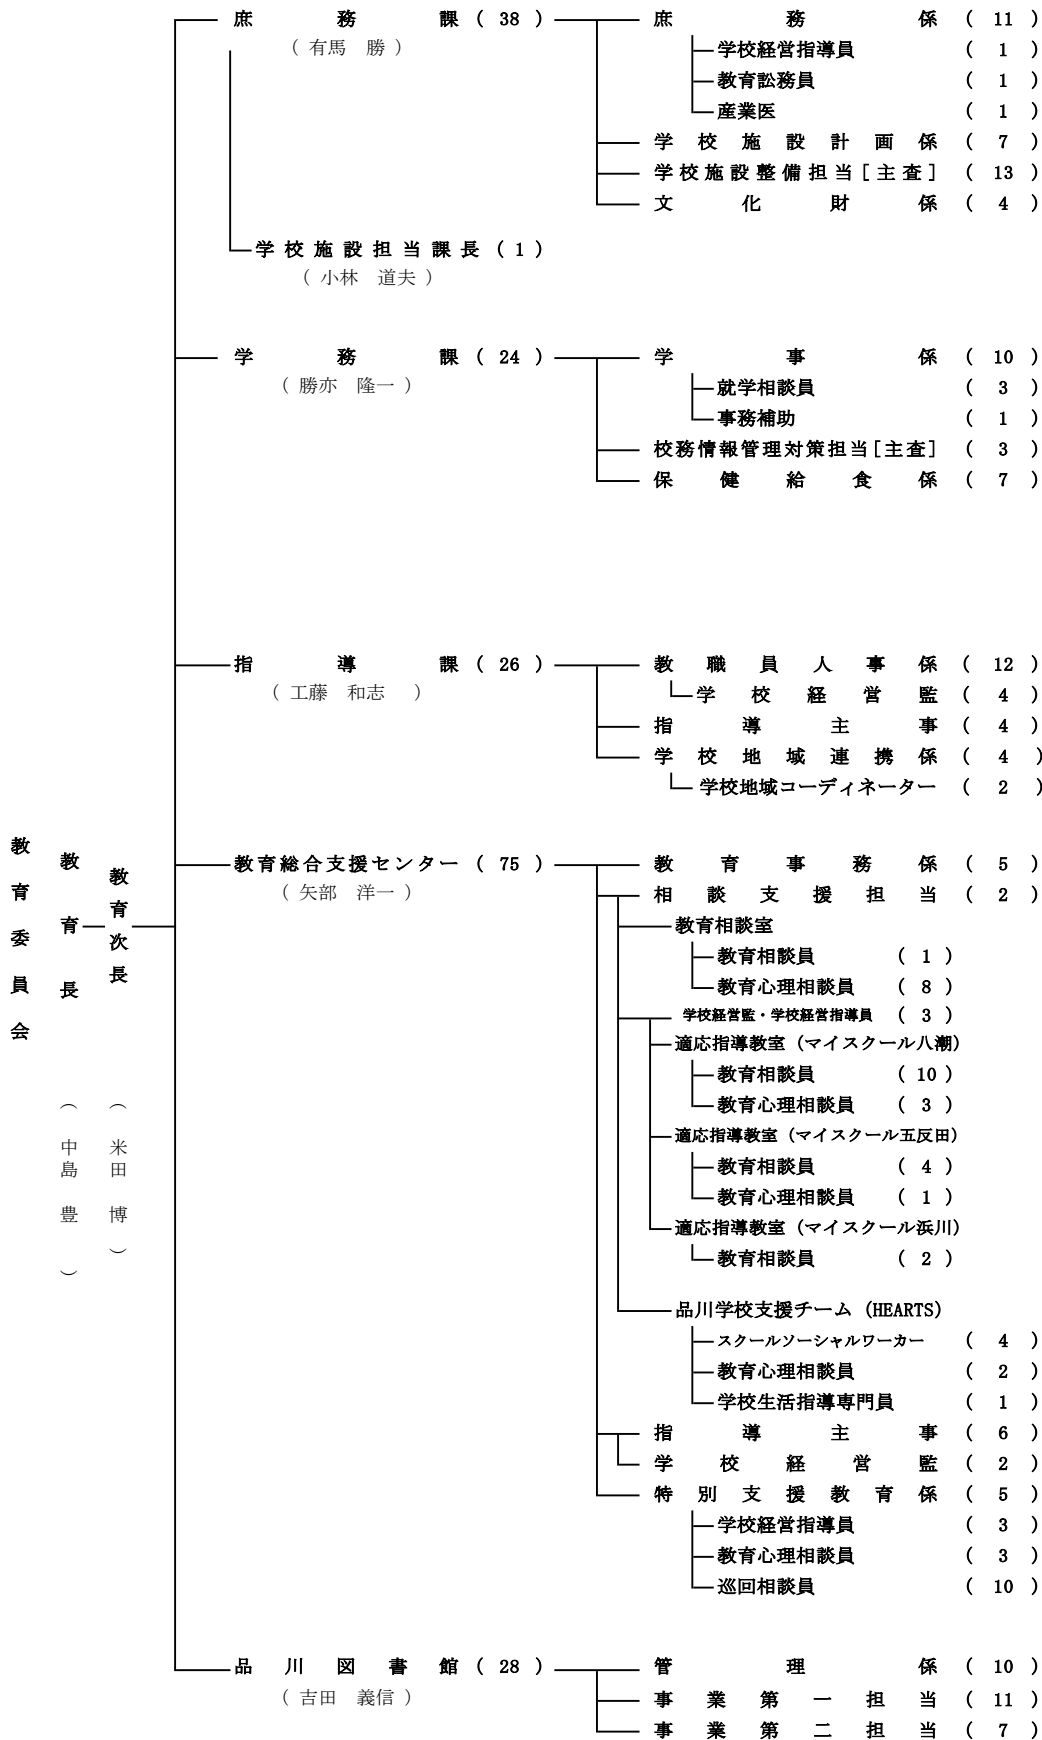 教育委員会
教育長
(中島 豊)
教育次長
(米田 博)
庶務課(38)
(有馬 勝)
庶務係(11)
学校経営指導員(1)
教育訟務員(1)
産業医(1)
学校施設計画係(7)
学校施設整備担当[主査](13)
文化財係(4)
学校施設担当課長(1)
(小林 道夫)
学務課(24)
(勝亦 隆一)
学事係(10)
就学相談員(3)
事務補助(1)
校務情報管理対策担当[主査](3)
保健給食係(7)
指導課(26)
(工藤 和志)
教職員人事係(12)
学校経営監(4)
指導主事(4)
学校地域連携係(4)
学校地域コーディネーター(2)
教育総合支援センター(75)
(矢部 洋一)
教育事務係(5)
相談支援担当(2)
教育相談室
教育相談員(1)
教育心理相談員(8)
学校経営監・学校経営指導員(3)
適応指導教室(マイスクール八潮)
教育相談員(10)
教育心理相談員(3)
適応指導教室(マイスクール五反田)
教育相談員(4)
教育心理相談員(1)
適応指導教室(マイスクール浜川)
教育相談員(2)
品川学校支援チーム(HEARTS)
スクールソーシャルワーカー(4)
教育心理相談員(2)
学校生活指導専門員(1)
指導主事(6)
学校経営監(2)
特別支援教育係(5)
学校経営指導員(3)
教育心理相談員(3)
巡回相談員(10)
品川図書館(28)
(吉田 義信)
管理係(10)
事業第一担当(11)
事業第二担当(7)